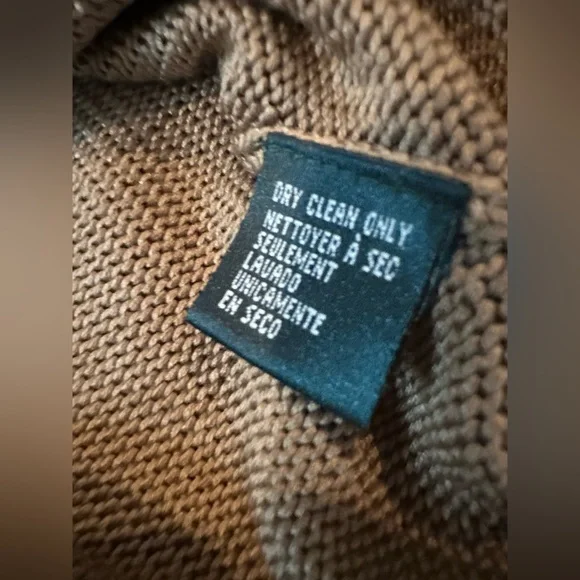 DRY CLEAN ONLY
NETTOYER À SEC
SEULEMENT
LAVADO
UNICAMENTE
EN SECO